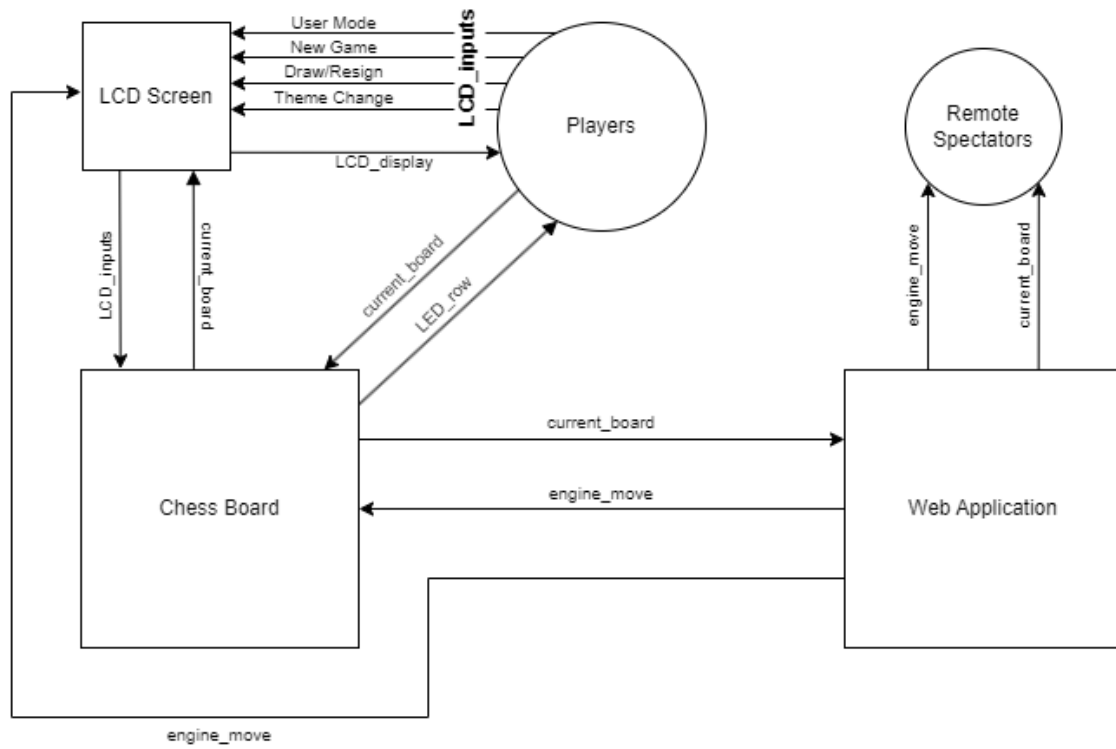 User Mode
New Game
Draw/Resign
Theme Change
LCD_inputs
LCD Screen
Players
Remote
Spectators
LCD_display
LCD_inputs
current_board
current_board
LED_row
engine_move
current_board
current_board
Chess Board
engine_move
Web Application
engine_move